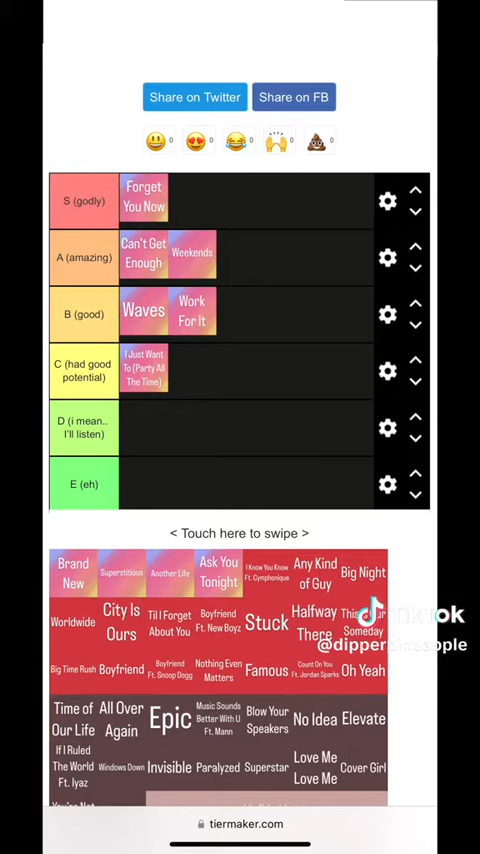 Share on Twitter
Share on FB
0
0
0
0
0
S (godly)
Forget
You Now
A (amazing)
Can't Get
Enough
Weekends
B (good)
Waves
Work
For It
C (had good
potential)
I Just Want
To (Party All
The Time)
D (i mean..
I'll listen)
E (eh)
< Touch here to swipe >
Brand
New
Superstitious
Another Life
Ask You
Tonight
I Know You Know
Ft. Cymphonique
Any Kind
of Guy
Big Night
Worldwide
City Is
Ours
Til I Forget
About You
Boyfriend
Ft. New Boyz
Stuck
Halfway
There
Someday
TikTok
@dipperpineapple
Big Time Rush
Boyfriend
Boyfriend
Ft. Snoop Dogg
Nothing Even
Matters
Famous
Count On You
Ft. Jordan Sparks
Oh Yeah
Time of
Our Life
All Over
Again
Epic
Music Sounds
Better With U
Ft. Mann
Blow Your
Speakers
No Idea
Elevate
If I Ruled
The World
Ft. Iyaz
Windows Down
Invisible
Paralyzed
Superstar
Love Me
Love Me
Cover Girl
You're Not
tiermaker.com